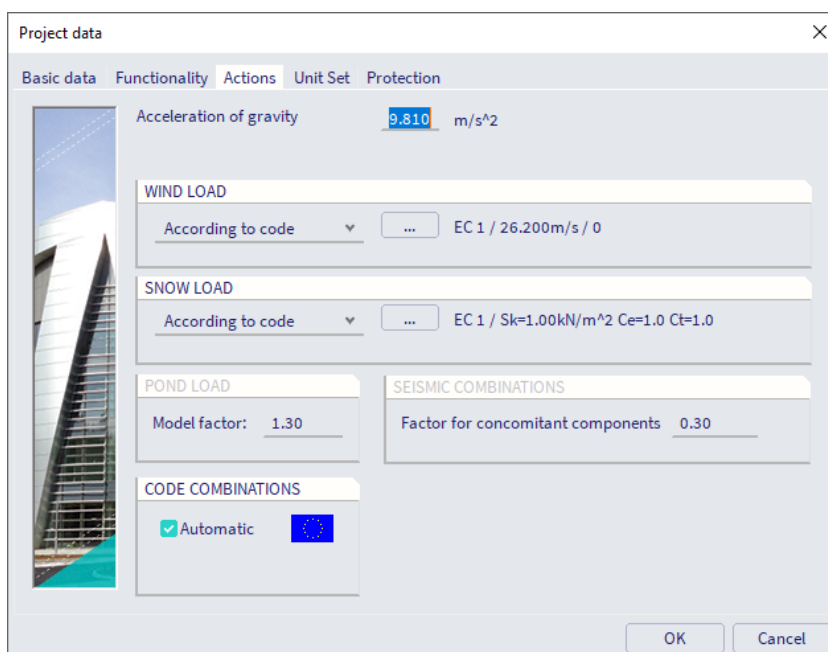 Project data
Basic data Functionality Actions Unit Set Protection
Acceleration of gravity 9.810 m/s^2
WIND LOAD
According to code ... EC 1 / 26.200m/s / 0
SNOW LOAD
According to code ... EC 1 / Sk=1.00kN/m^2 Ce=1.0 Ct=1.0
POND LOAD
Model factor: 1.30
SEISMIC COMBINATIONS
Factor for concomitant components 0.30
CODE COMBINATIONS
Automatic
OK Cancel